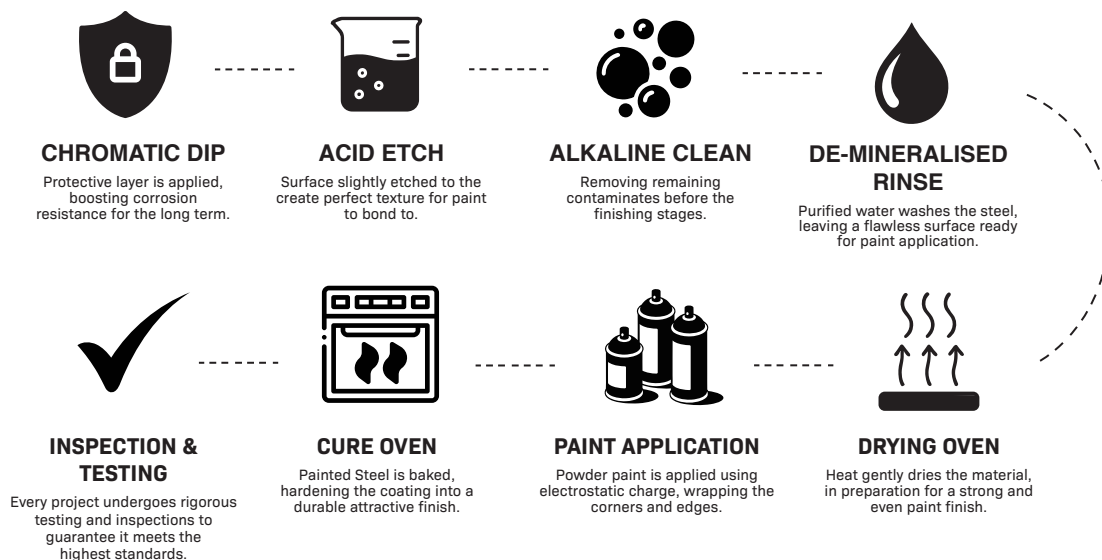 CHROMATIC DIP
Protective layer is applied,
boosting corrosion
resistance for the long term.
ACID ETCH
Surface slightly etched to the
create perfect texture for paint
to bond to.
ALKALINE CLEAN
Removing remaining
contaminates before the
finishing stages.
DE-MINERALISED
RINSE
Purified water washes the steel,
leaving a flawless surface ready
for paint application.
DRYING OVEN
Heat gently dries the material,
in preparation for a strong and
even paint finish.
PAINT APPLICATION
Powder paint is applied using
electrostatic charge, wrapping the
corners and edges.
CURE OVEN
Painted Steel is baked,
hardening the coating into a
durable attractive finish.
INSPECTION &
TESTING
Every project undergoes rigorous
testing and inspections to
guarantee it meets the
highest standards.